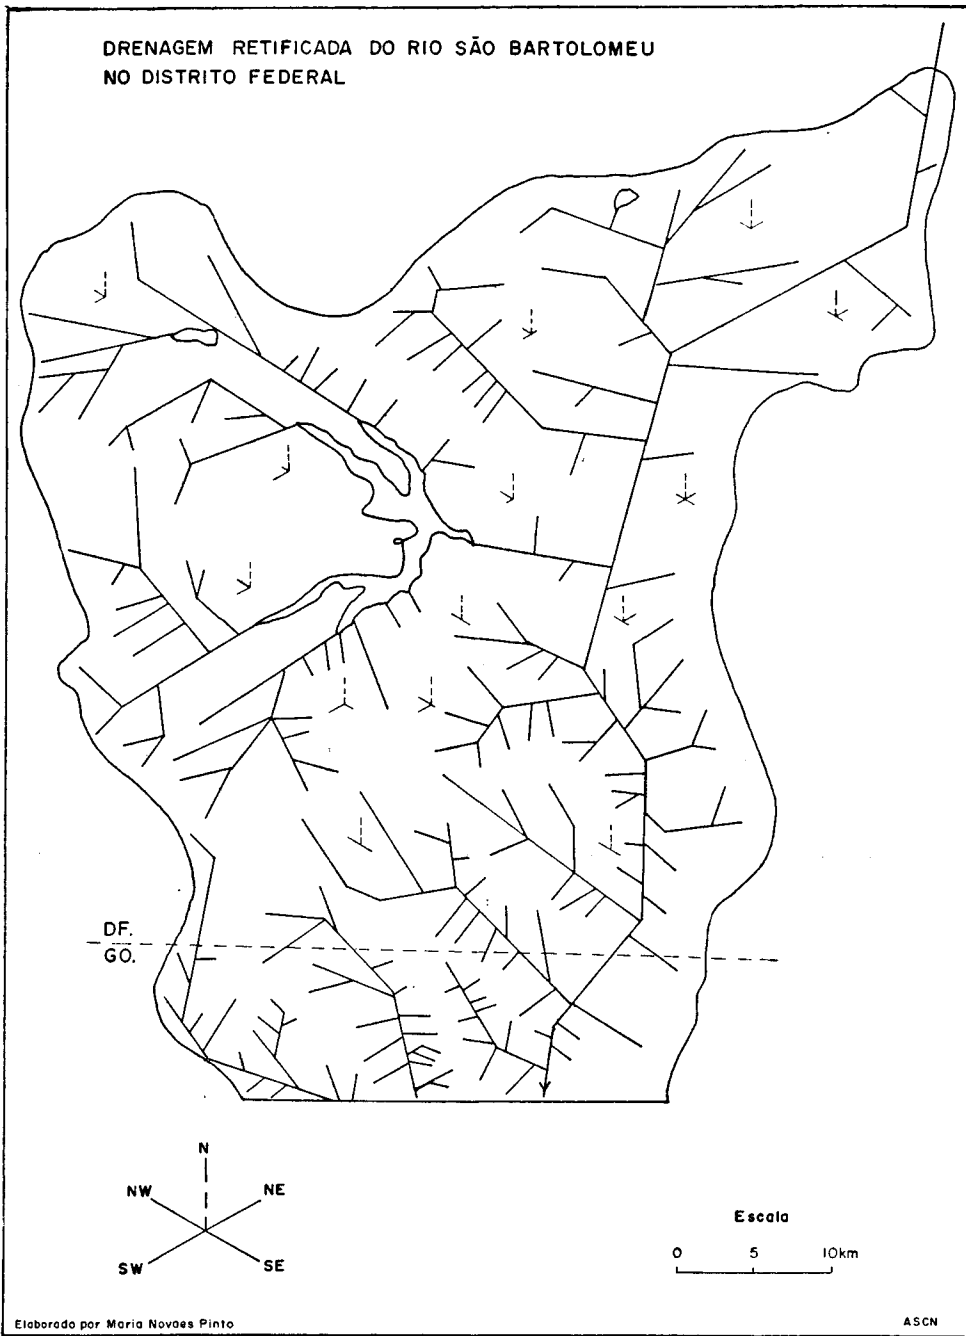 DRENAGEM RETIFICADA DO RIO SÃO BARTOLOMEU
NO DISTRITO FEDERAL
DF.
GO.
N
NW
NE
SW
SE
Escala
0 5 10km
Elaborado por Maria Novaes Pinto
ASCN